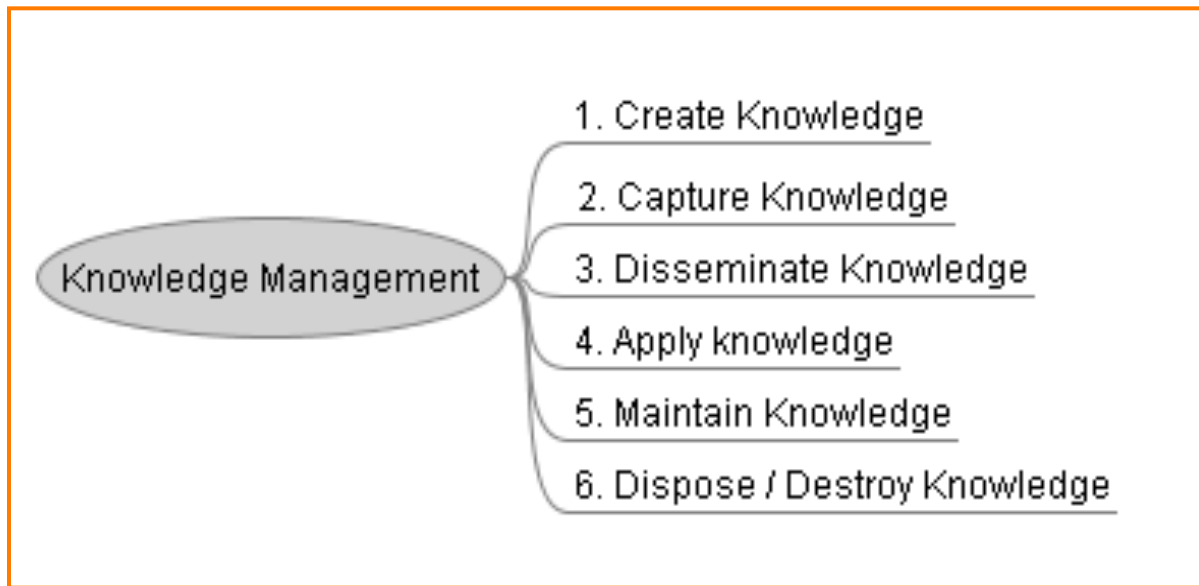 Knowledge Management
1. Create Knowledge
2. Capture Knowledge
3. Disseminate Knowledge
4. Apply knowledge
5. Maintain Knowledge
6. Dispose / Destroy Knowledge